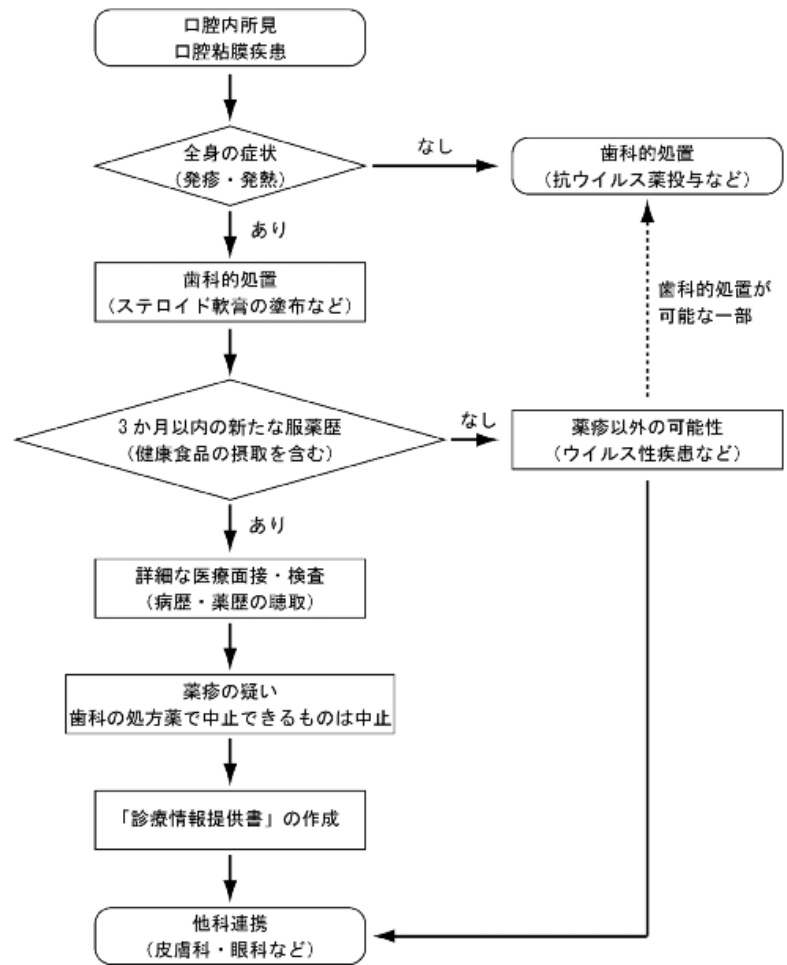 口腔内所見
口腔粘膜疾患
全身の症状
（発疹・発熱）
なし
歯科的処置
（抗ウイルス薬投与など）
あり
歯科的処置
（ステロイド軟膏の塗布など）
歯科的処置が
可能な一部
3か月以内の新たな服薬歴
（健康食品の摂取を含む）
なし
薬疹以外の可能性
（ウイルス性疾患など）
あり
詳細な医療面接・検査
（病歴・薬歴の聴取）
薬疹の疑い
歯科の処方薬で中止できるものは中止
「診療情報提供書」の作成
他科連携
（皮膚科・眼科など）